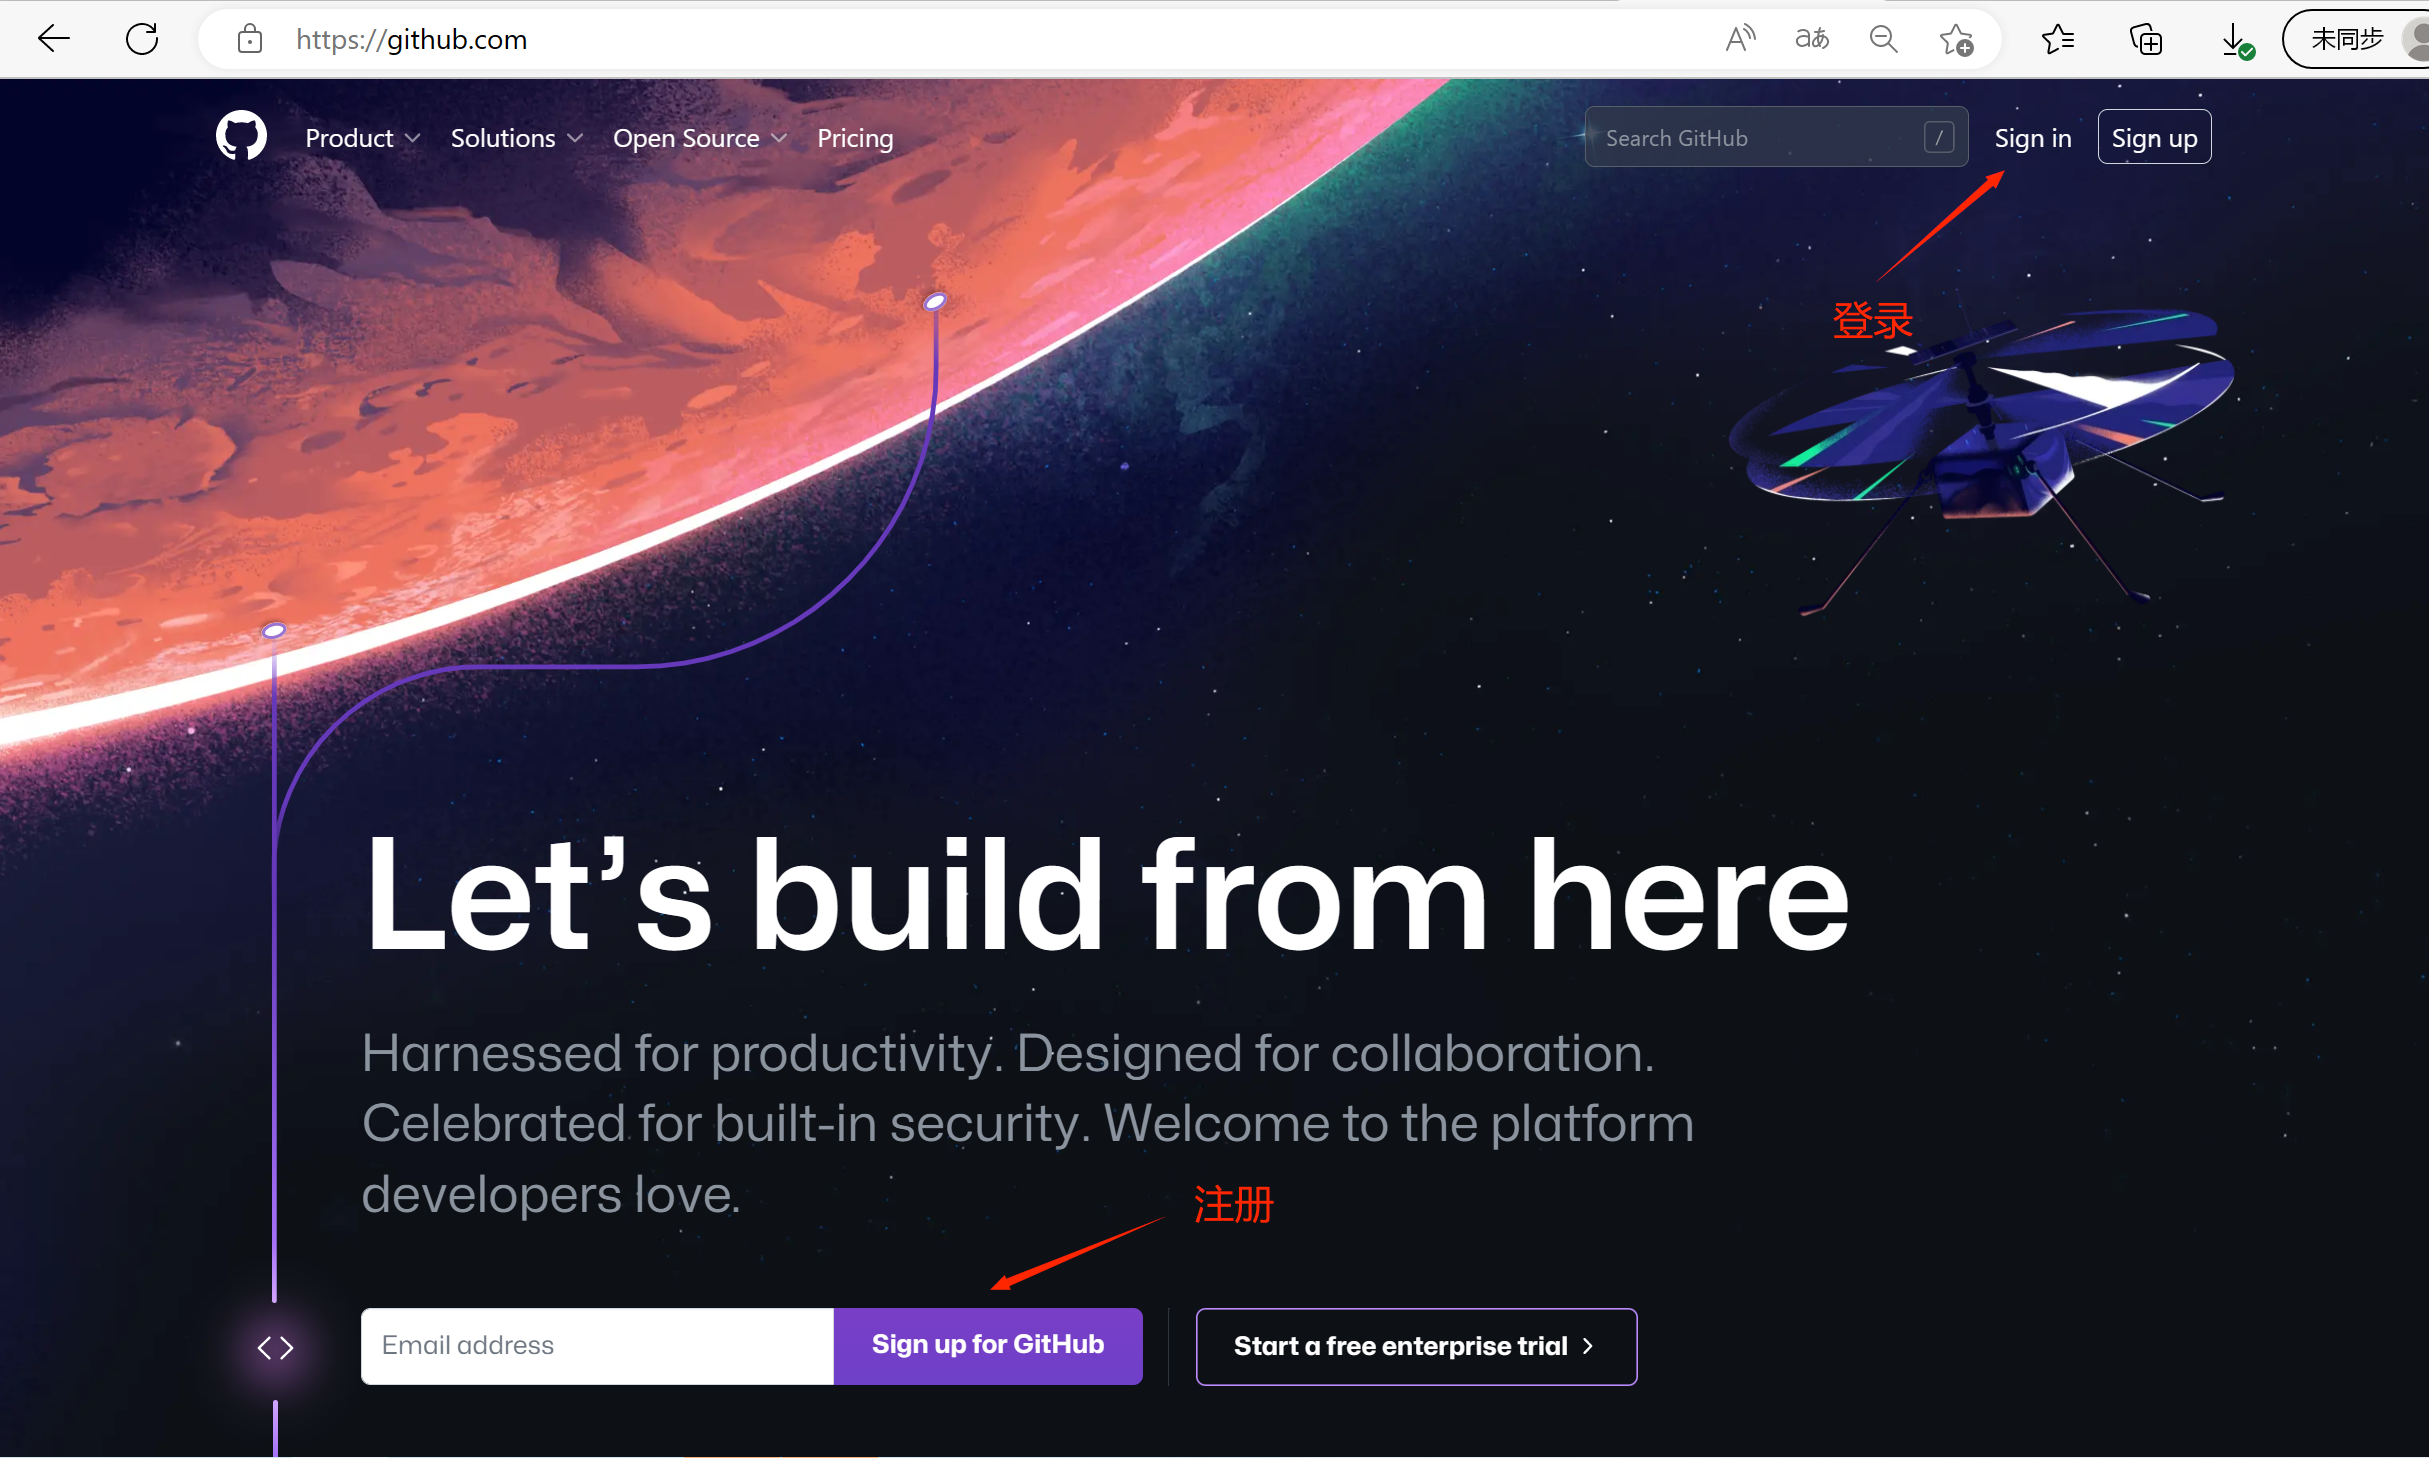 https://github.com
aあ
未同步
Product
Solutions
Open Source
Pricing
Search GitHub
/
Sign in
Sign up
登录
Let’s build from here
Harnessed for productivity. Designed for collaboration.
Celebrated for built-in security. Welcome to the platform
developers love.
注册
Email address
Sign up for GitHub
Start a free enterprise trial